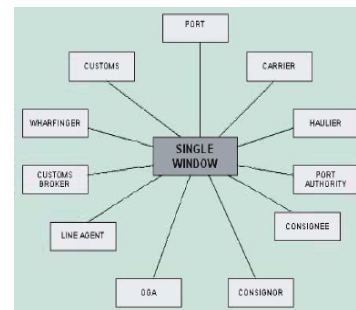 PORT
CUSTOMS
CARRIER
WHARFINGER
HAULIER
SINGLE
WINDOW
CUSTOMS
BROKER
PORT
AUTHORITY
CONSIGNEE
LINE AGENT
OGA
CONSIGNOR